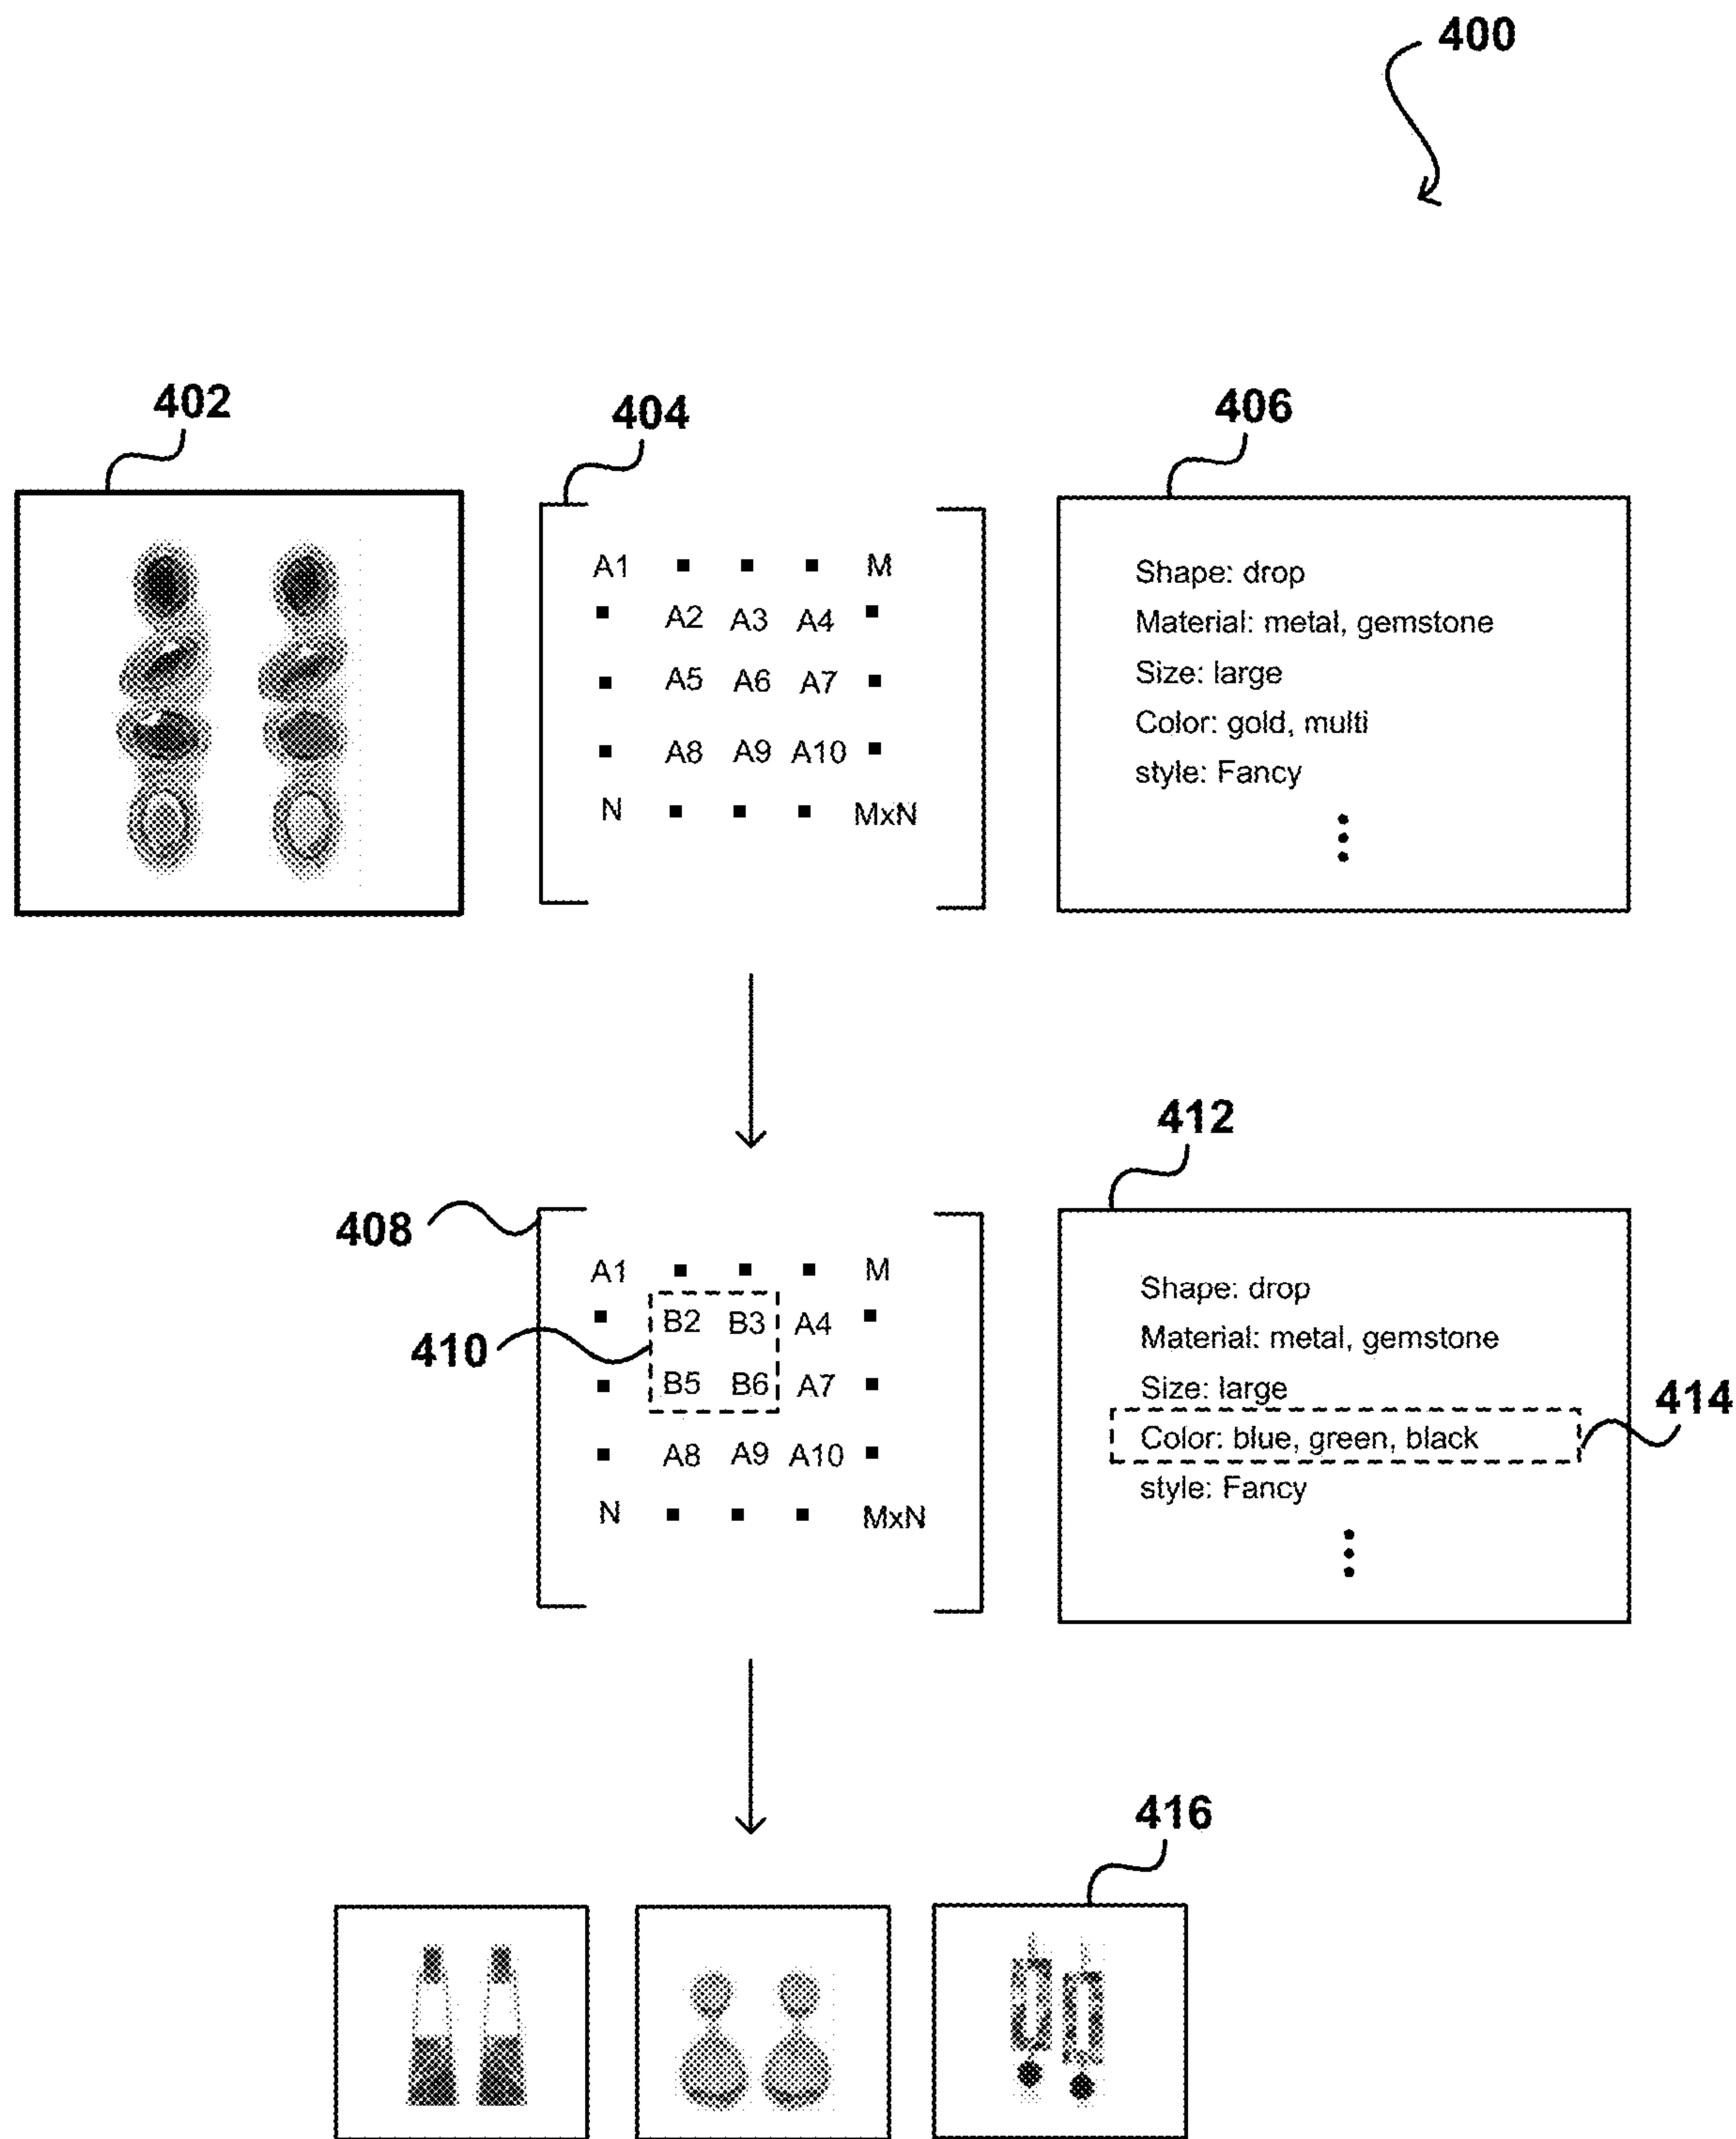 400
402
404
406
A1 ▪ ▪ ▪ M
▪ A2 A3 A4 ▪
▪ A5 A6 A7 ▪
▪ A8 A9 A10 ▪
N ▪ ▪ ▪ MxN
Shape: drop
Material: metal, gemstone
Size: large
Color: gold, multi
style: Fancy
408
410
412
414
A1 ▪ ▪ ▪ M
▪ B2 B3 A4 ▪
▪ B5 B6 A7 ▪
▪ A8 A9 A10 ▪
N ▪ ▪ ▪ MxN
Shape: drop
Material: metal, gemstone
Size: large
Color: blue, green, black
style: Fancy
416